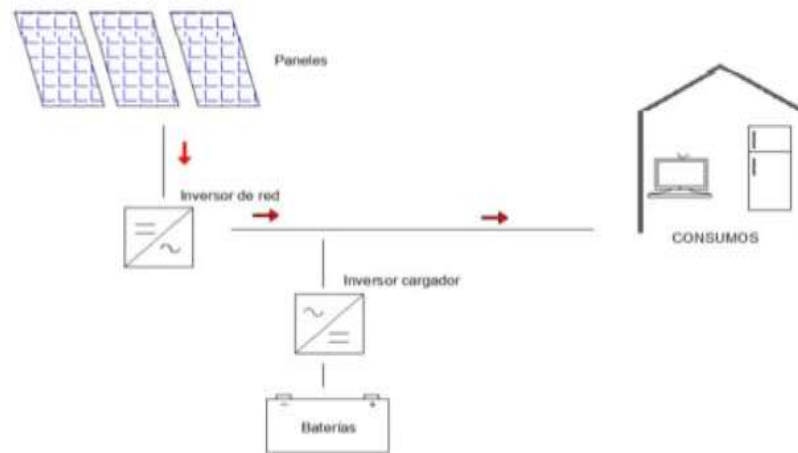 Paneles
Inversor de red
CONSUMOS
Inversor cargador
- +
Baterías